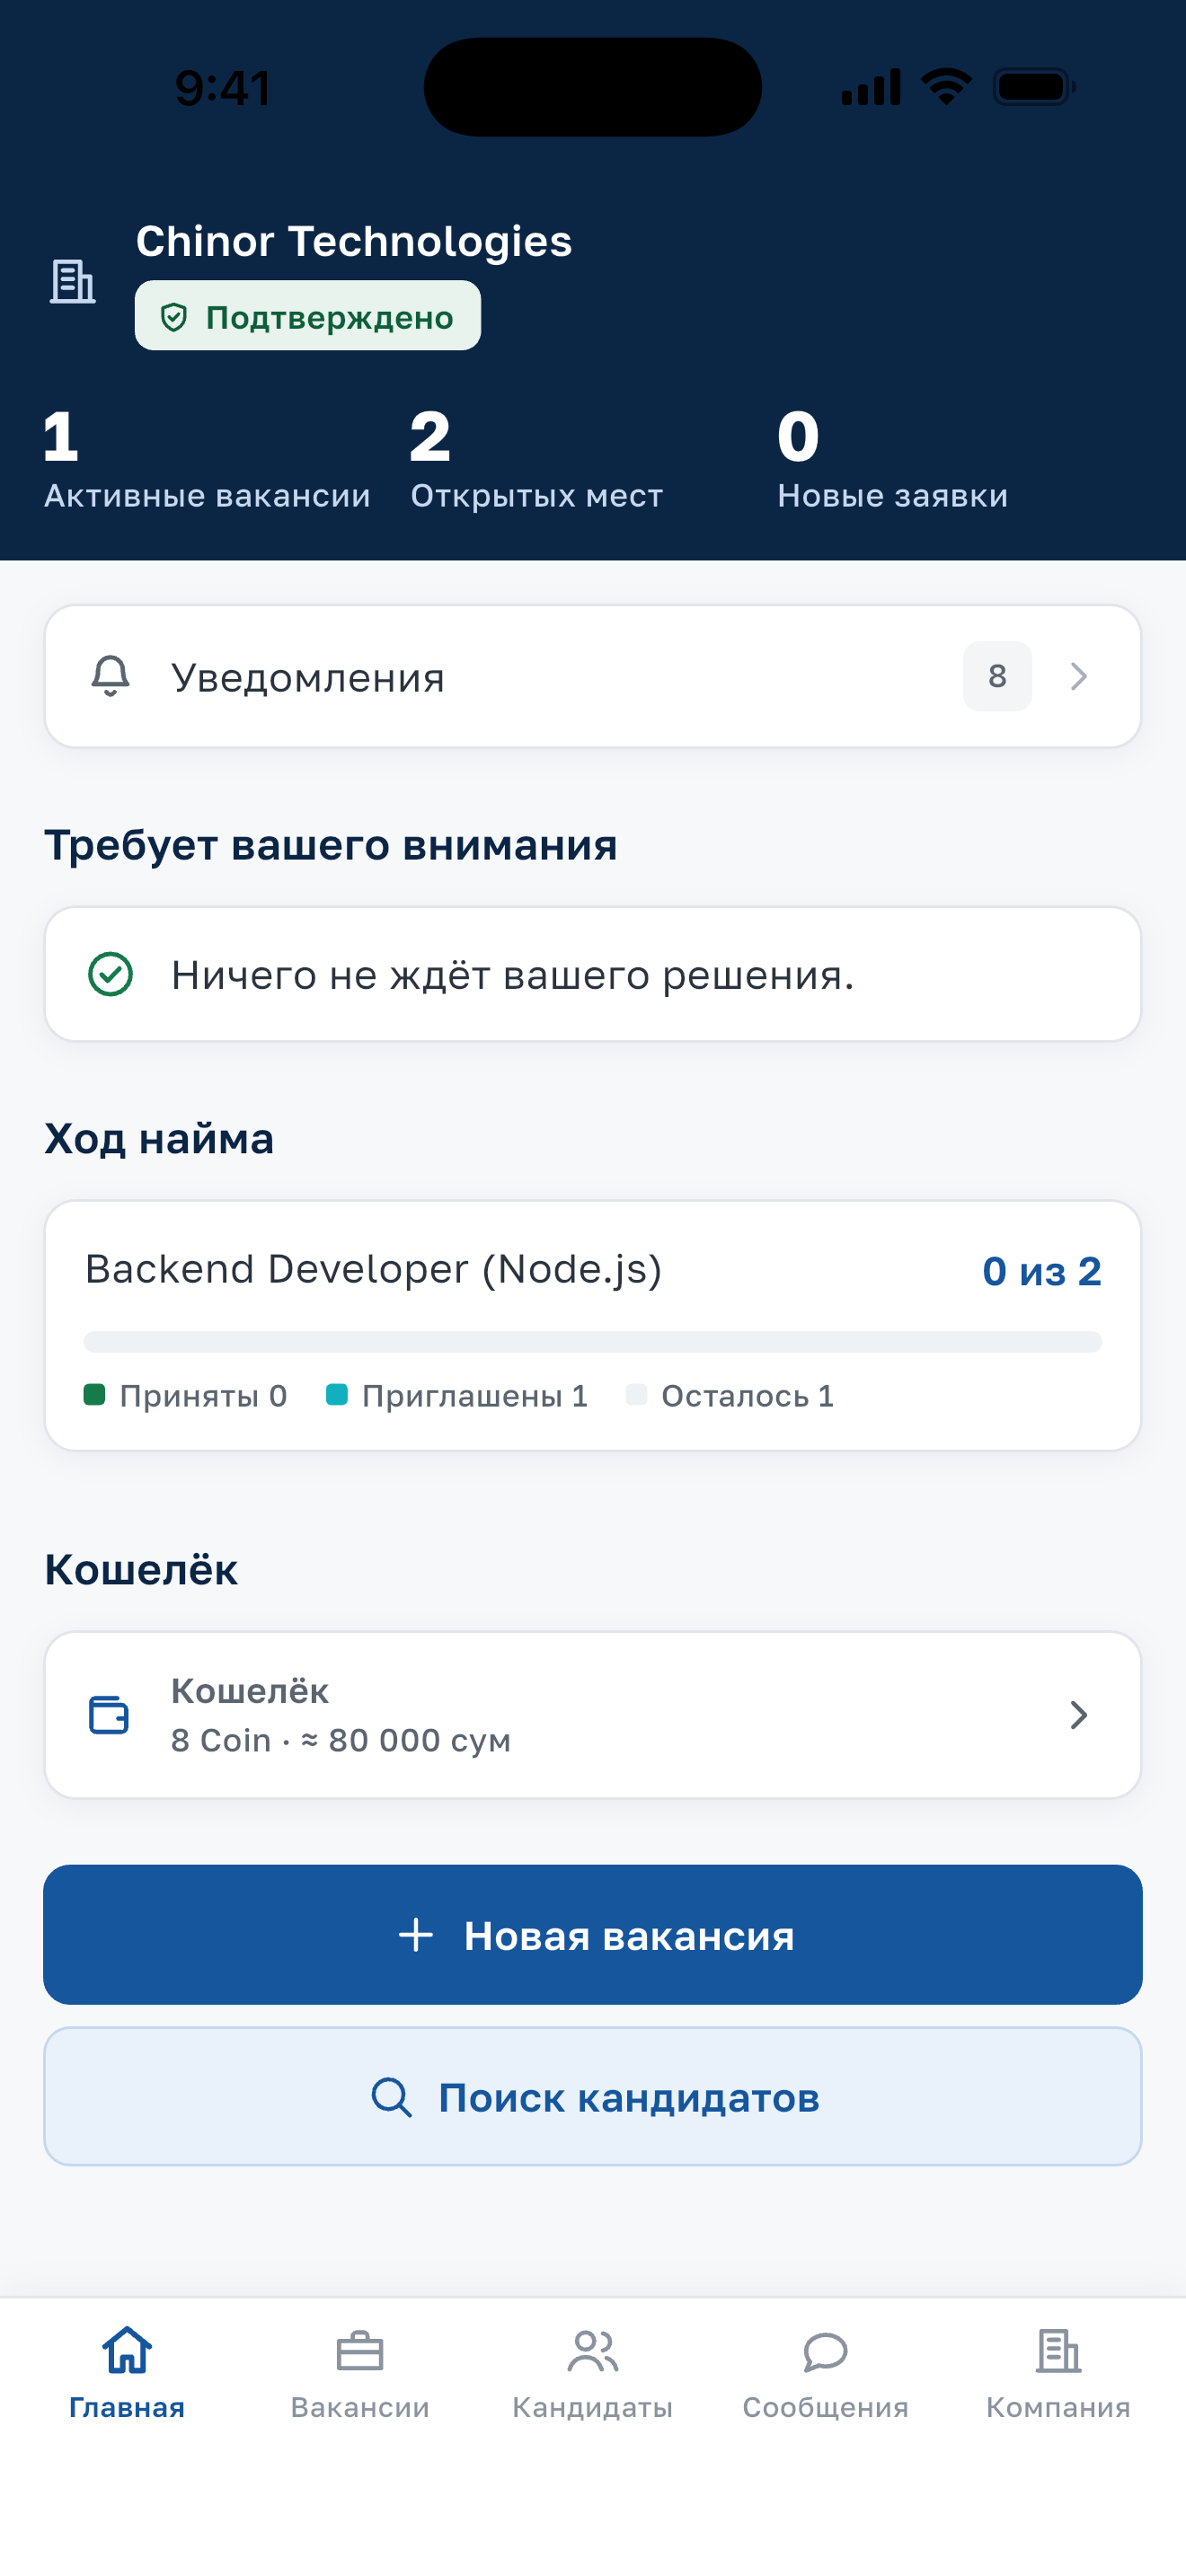 9:41
Chinor Technologies
Подтверждено
1 2 0
Активные вакансии Открытых мест Новые заявки
Уведомления 8
Требует вашего внимания
Ничего не ждёт вашего решения.
Ход найма
Backend Developer (Node.js) 0 из 2
Приняты 0 Приглашены 1 Осталось 1
Кошелёк
Кошелёк
8 Coin · ≈ 80 000 сум
Новая вакансия
Поиск кандидатов
Главная Вакансии Кандидаты Сообщения Компания